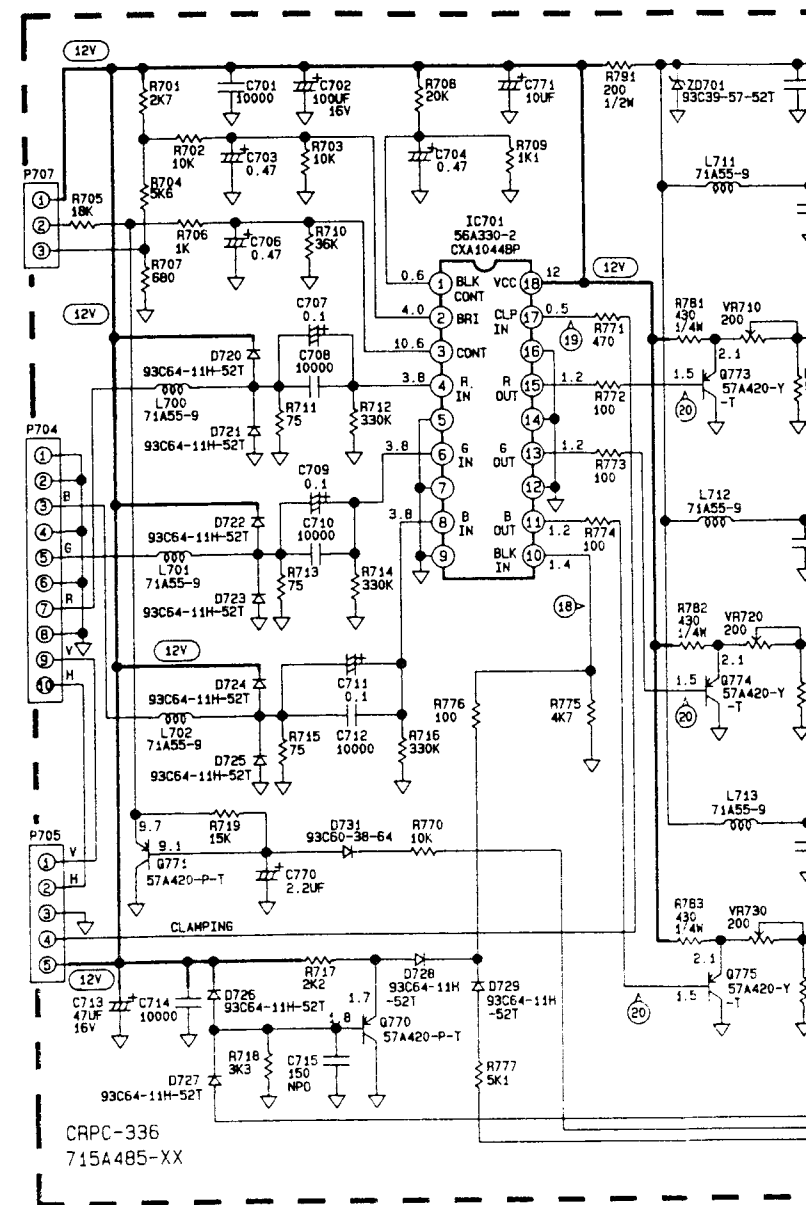 12V
R701
2K7
C701
10000
C702
100UF
16V
R708
20K
C771
10UF
R791
200
1/2W
ZD701
93C39-57-52T
R702
10K
C703
0.47
R703
10K
C704
0.47
R709
1K1
L711
71A55-9
P707
1
2
3
R705
18K
R704
5K6
R706
1K
C706
0.47
R710
36K
R707
680
IC701
56A330-2
CXA1044BP
0.6
1
BLK
CONT
VCC
18
12
12V
4.0
2
BRI
CLP
IN
17
0.5
19
R771
470
10.6
3
CONT
16
3.8
4
R.
IN
R
OUT
15
1.2
R772
100
5
14
3.8
6
G
IN
G
OUT
13
1.2
R773
100
7
12
3.8
8
B
IN
B
OUT
11
1.2
R774
100
9
BLK
IN
10
1.4
18
12V
C707
0.1
C708
10000
D720
93C64-11H-52T
L700
71A55-9
D721
93C64-11H-52T
R711
75
R712
330K
R781
430
1/4W
VR710
200
2.1
1.5
Q773
57A420-Y
-T
20
P704
1
2
3
B
4
5
G
6
7
R
8
9
V
10
H
C709
0.1
C710
10000
D722
93C64-11H-52T
L701
71A55-9
D723
93C64-11H-52T
R713
75
R714
330K
L712
71A55-9
12V
D724
93C64-11H-52T
L702
71A55-9
D725
93C64-11H-52T
C711
0.1
C712
10000
R715
75
R716
330K
R776
100
R775
4K7
R782
430
1/4W
VR720
200
2.1
1.5
Q774
57A420-Y
-T
20
L713
71A55-9
P705
1
V
2
H
3
4
CLAMPING
5
12V
9.7
9.1
Q771
57A420-P-T
R719
15K
D731
93C60-38-64
R770
10K
C770
2.2UF
R783
430
1/4W
VR730
200
2.1
1.5
Q775
57A420-Y
-T
20
C713
47UF
16V
C714
10000
D726
93C64-11H-52T
R717
2K2
1.7
1.8
D728
93C64-11H
-52T
D729
93C64-11H
-52T
Q770
57A420-P-T
R718
3K3
C715
150
NPO
D727
93C64-11H-52T
R777
5K1
CRPC-336
715A485-XX